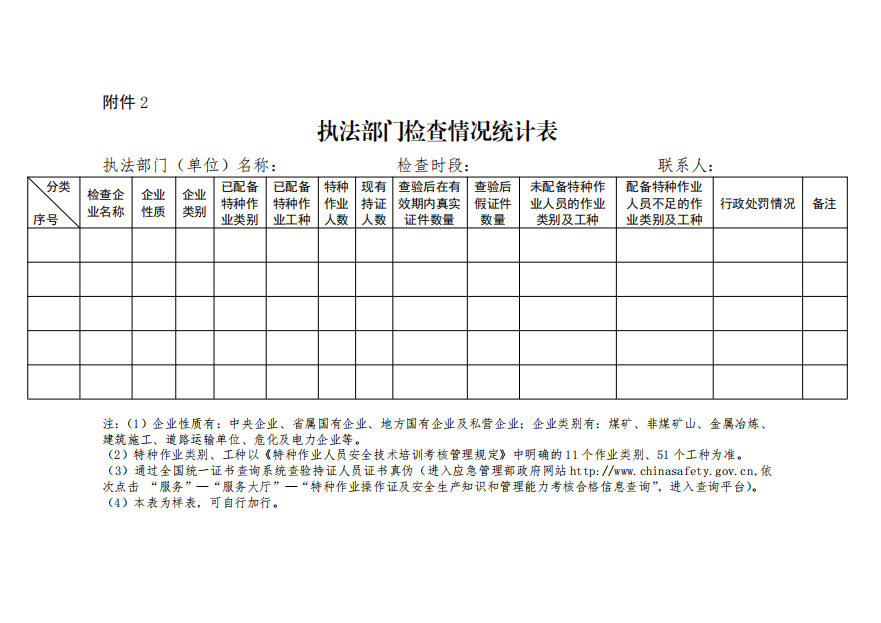 附件 2
执法部门检查情况统计表
执法部门（单位）名称：	检查时段：	联系人：
分类
序号
检查企
业名称
企业
性质
企业
类别
已配备
特种作
业类别
已配备
特种作
业工种
特种
作业
人数
现有
持证
人数
查验后在有
效期内真实
证件数量
查验后
假证件
数量
未配备特种作
业人员的作业
类别及工种
配备特种作业
人员不足的作
业类别及工种
行政处罚情况
备注
注:（1）企业性质有：中央企业、省属国有企业、地方国有企业及私营企业；企业类别有：煤矿、非煤矿山、金属冶炼、
建筑施工、道路运输单位、危化及电力企业等。
（2）特种作业类别、工种以《特种作业人员安全技术培训考核管理规定》中明确的11个作业类别、51个工种为准。
（3）通过全国统一证书查询系统查验持证人员证书真伪（进入应急管理部政府网站http://www.chinasafety.gov.cn,依
次点击 “服务”—“服务大厅”—“特种作业操作证及安全生产知识和管理能力考核合格信息查询”，进入查询平台）。
（4）本表为样表，可自行加行。